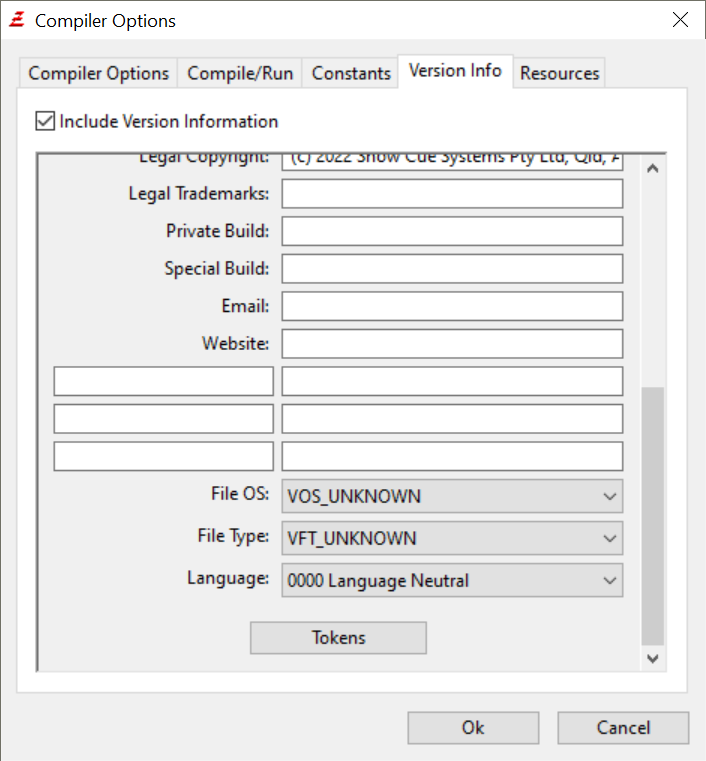 Compiler Options
Compiler Options Compile/Run Constants Version Info Resources
Include Version Information
Legal Copyright: (c) 2022 Show Cue Systems Pty Ltd, Qld, A
Legal Trademarks:
Private Build:
Special Build:
Email:
Website:
File OS: VOS_UNKNOWN
File Type: VFT_UNKNOWN
Language: 0000 Language Neutral
Tokens
Ok Cancel